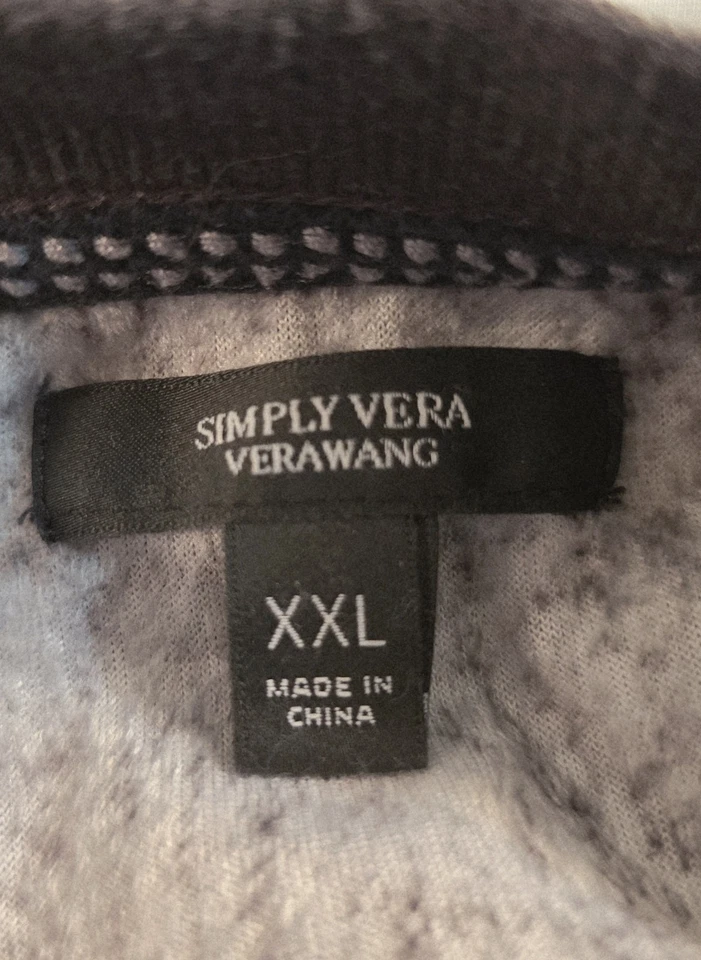 SIMPLY VERA
VERAWANG
XXL
MADE IN
CHINA